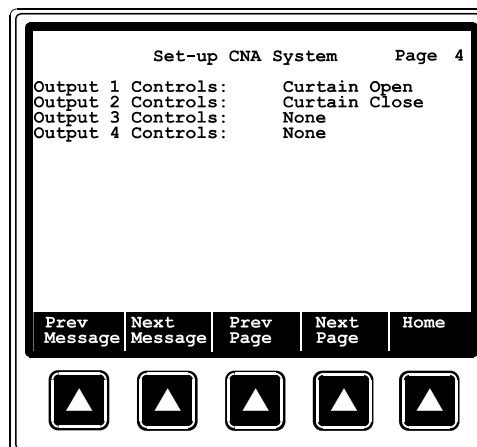 Set-up CNA System Page 4
Output 1 Controls: Curtain Open
Output 2 Controls: Curtain Close
Output 3 Controls: None
Output 4 Controls: None
Prev Message Next Message Prev Page Next Page Home